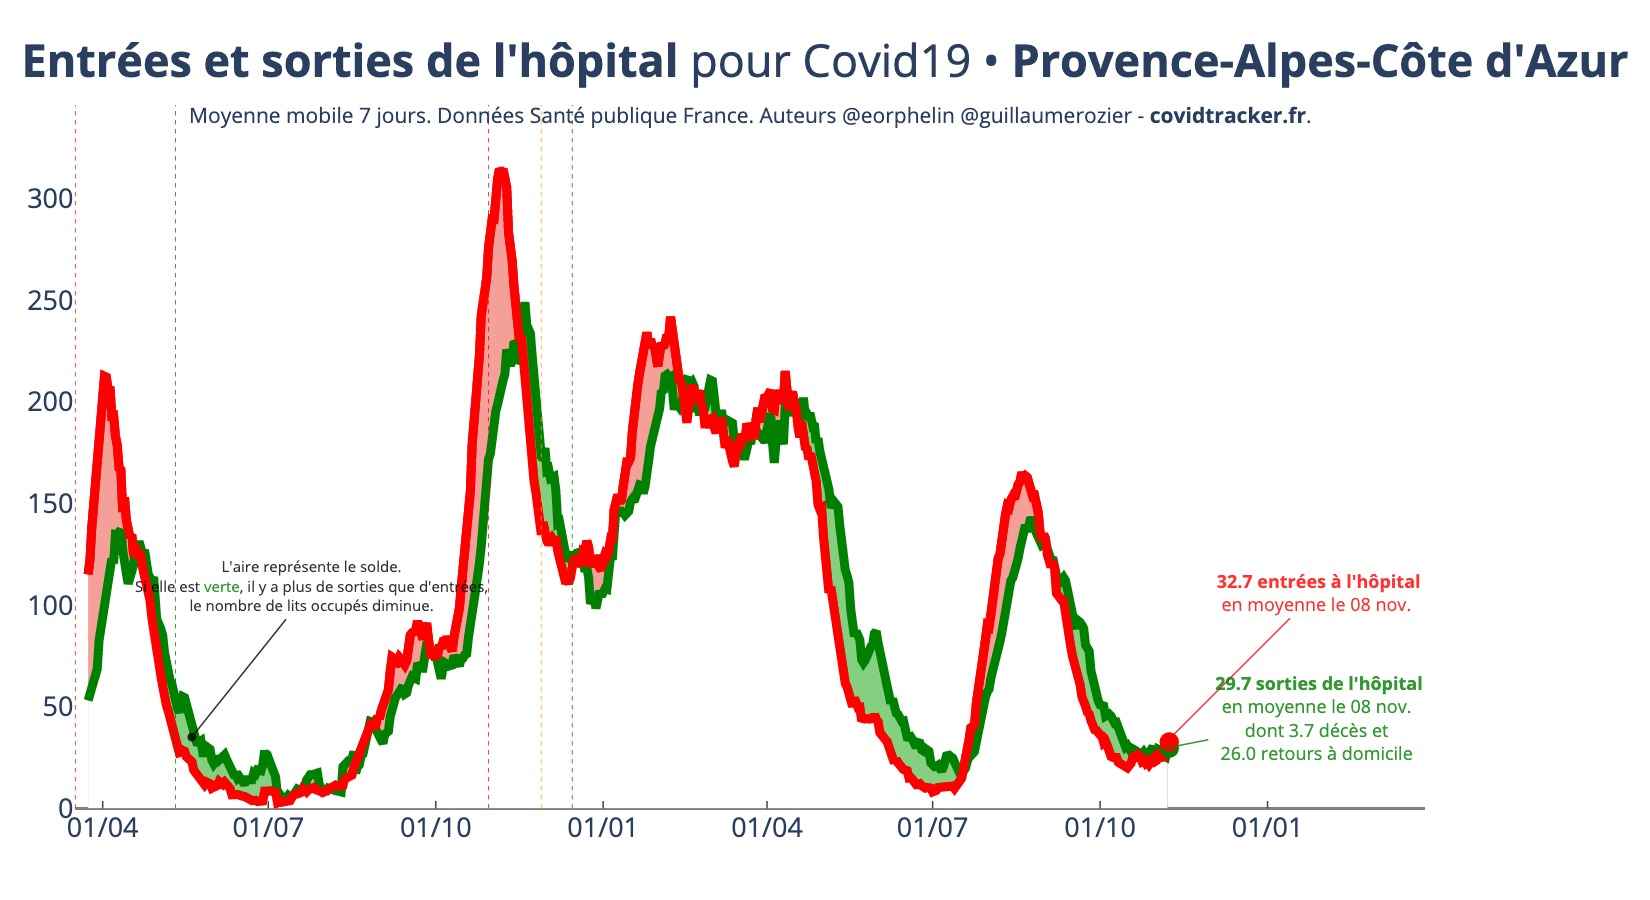 Entrées et sorties de l'hôpital pour Covid19 • Provence-Alpes-Côte d'Azur
Moyenne mobile 7 jours. Données Santé publique France. Auteurs @eorphelin @guillaumerozier - covidtracker.fr.
300
250
200
150
100
50
0
L'aire représente le solde.
Si elle est verte, il y a plus de sorties que d'entrées,
le nombre de lits occupés diminue.
32.7 entrées à l'hôpital
en moyenne le 08 nov.
29.7 sorties de l'hôpital
en moyenne le 08 nov.
dont 3.7 décès et
26.0 retours à domicile
01/04 01/07 01/10 01/01 01/04 01/07 01/10 01/01